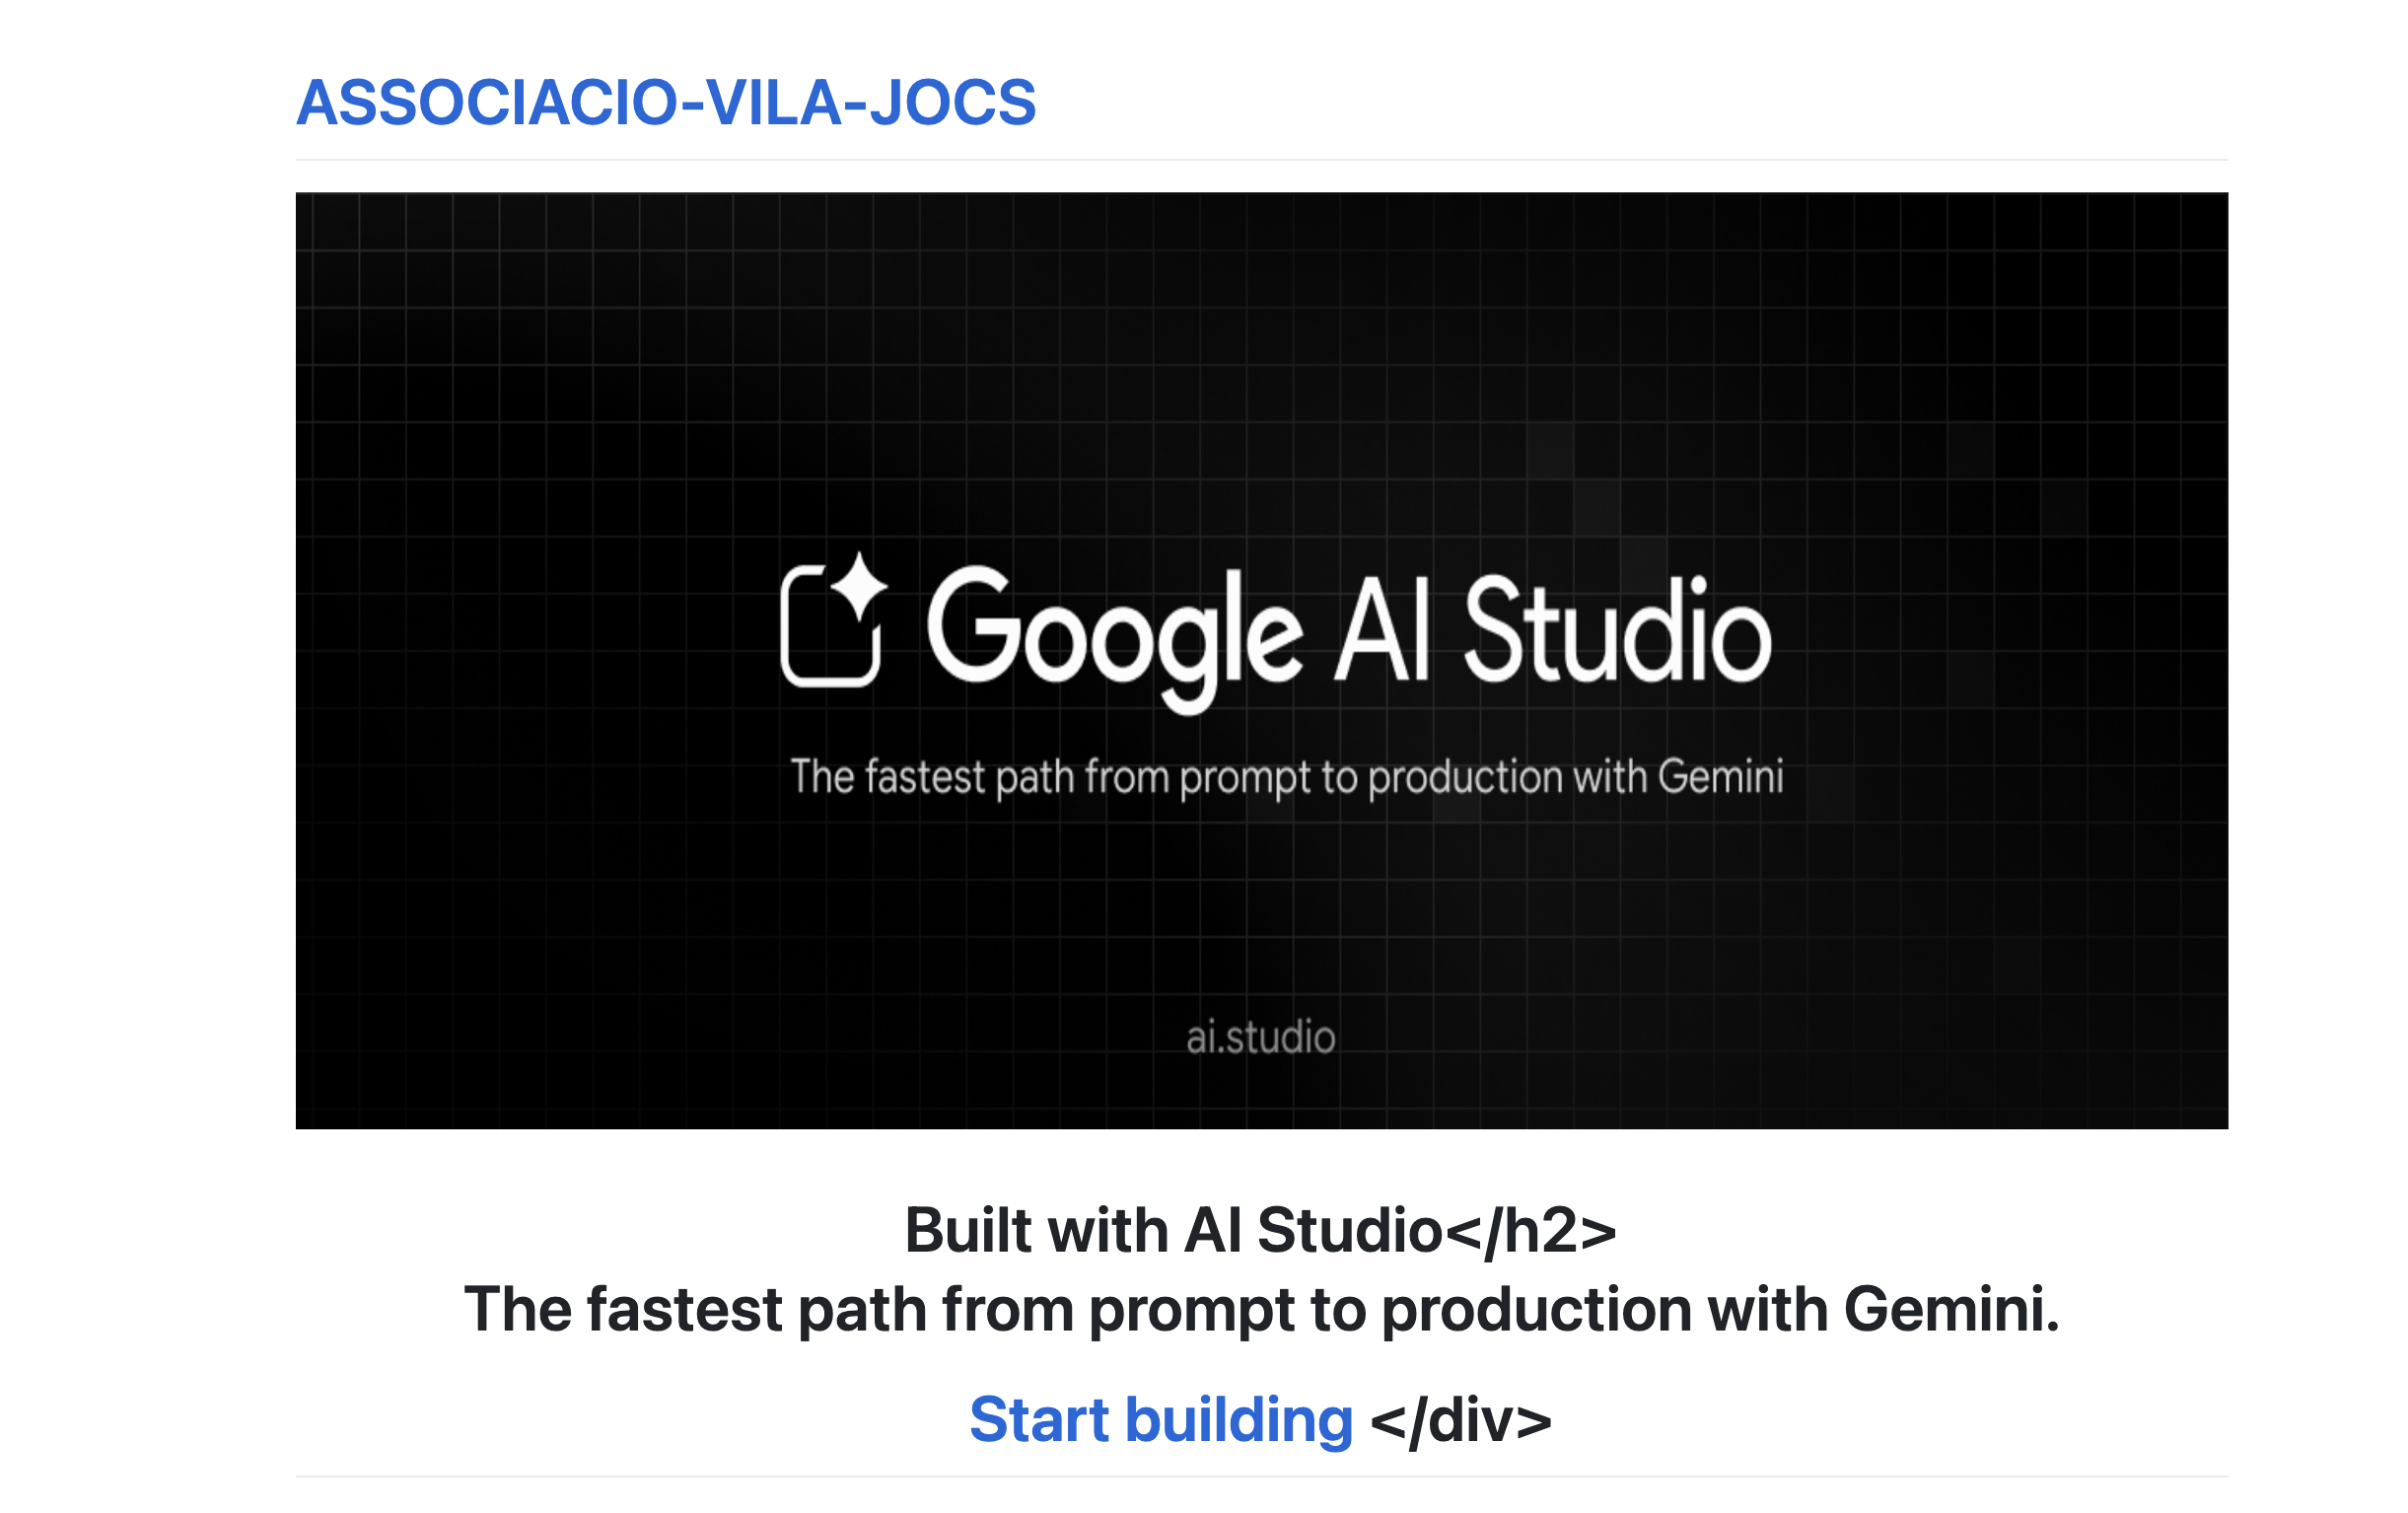 ASSOCIACIO-VILA-JOCS
Google AI Studio
The fastest path from prompt to production with Gemini
ai.studio
Built with AI Studio</h2>
The fastest path from prompt to production with Gemini.
Start building </div>